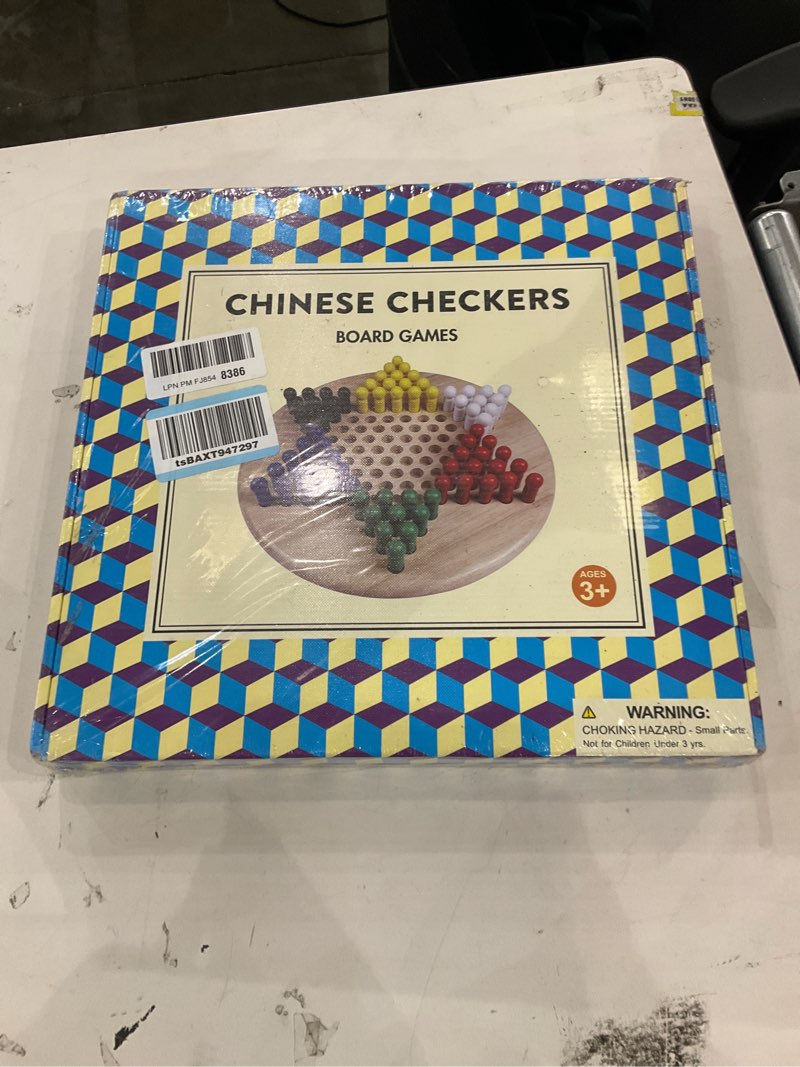 CHINESE CHECKERS
BOARD GAMES
LPN PM FJ854 8386
tsBAXT947297
AGES
3+
WARNING:
CHOKING HAZARD - Small Parts.
Not for Children Under 3 yrs.